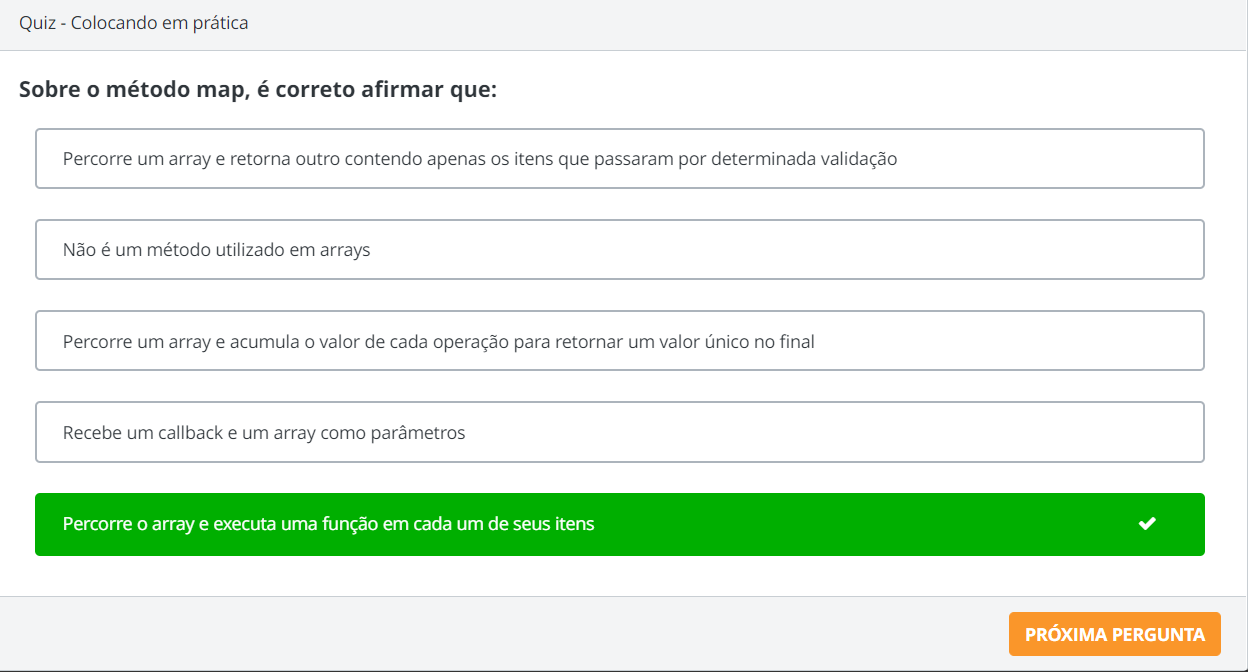 Quiz - Colocando em prática
Sobre o método map, é correto afirmar que:
Percorre um array e retorna outro contendo apenas os itens que passaram por determinada validação
Não é um método utilizado em arrays
Percorre um array e acumula o valor de cada operação para retornar um valor único no final
Recebe um callback e um array como parâmetros
Percorre o array e executa uma função em cada um de seus itens
PRÓXIMA PERGUNTA